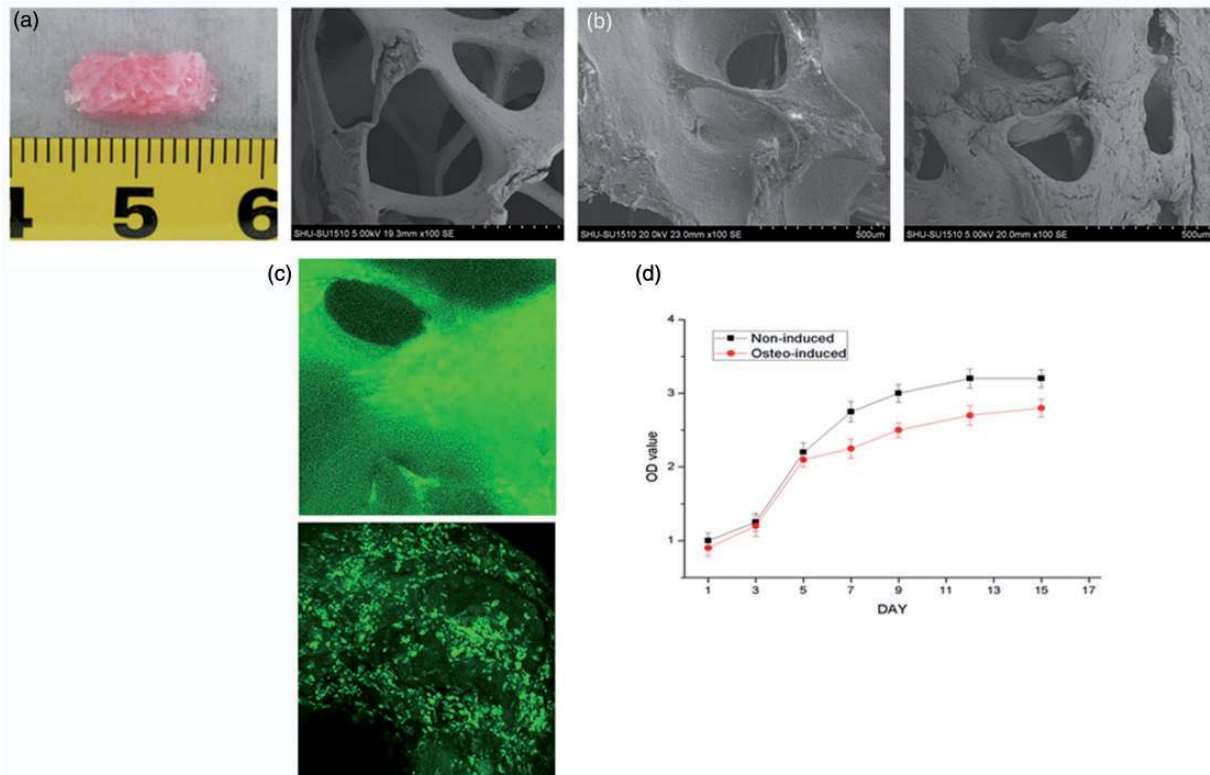 (a)
4 5 6
SHU-SU1510 5.00kV 19.3mm x100 SE
(b)
SHU-SU1510 20.0kV 23.0mm x100 SE 500um
SHU-SU1510 5.00kV 20.0mm x100 SE 500um
(c)
(d)
4
3
2
1
OD value
Non-induced
Osteo-induced
1 3 5 7 9 11 13 15 17
DAY